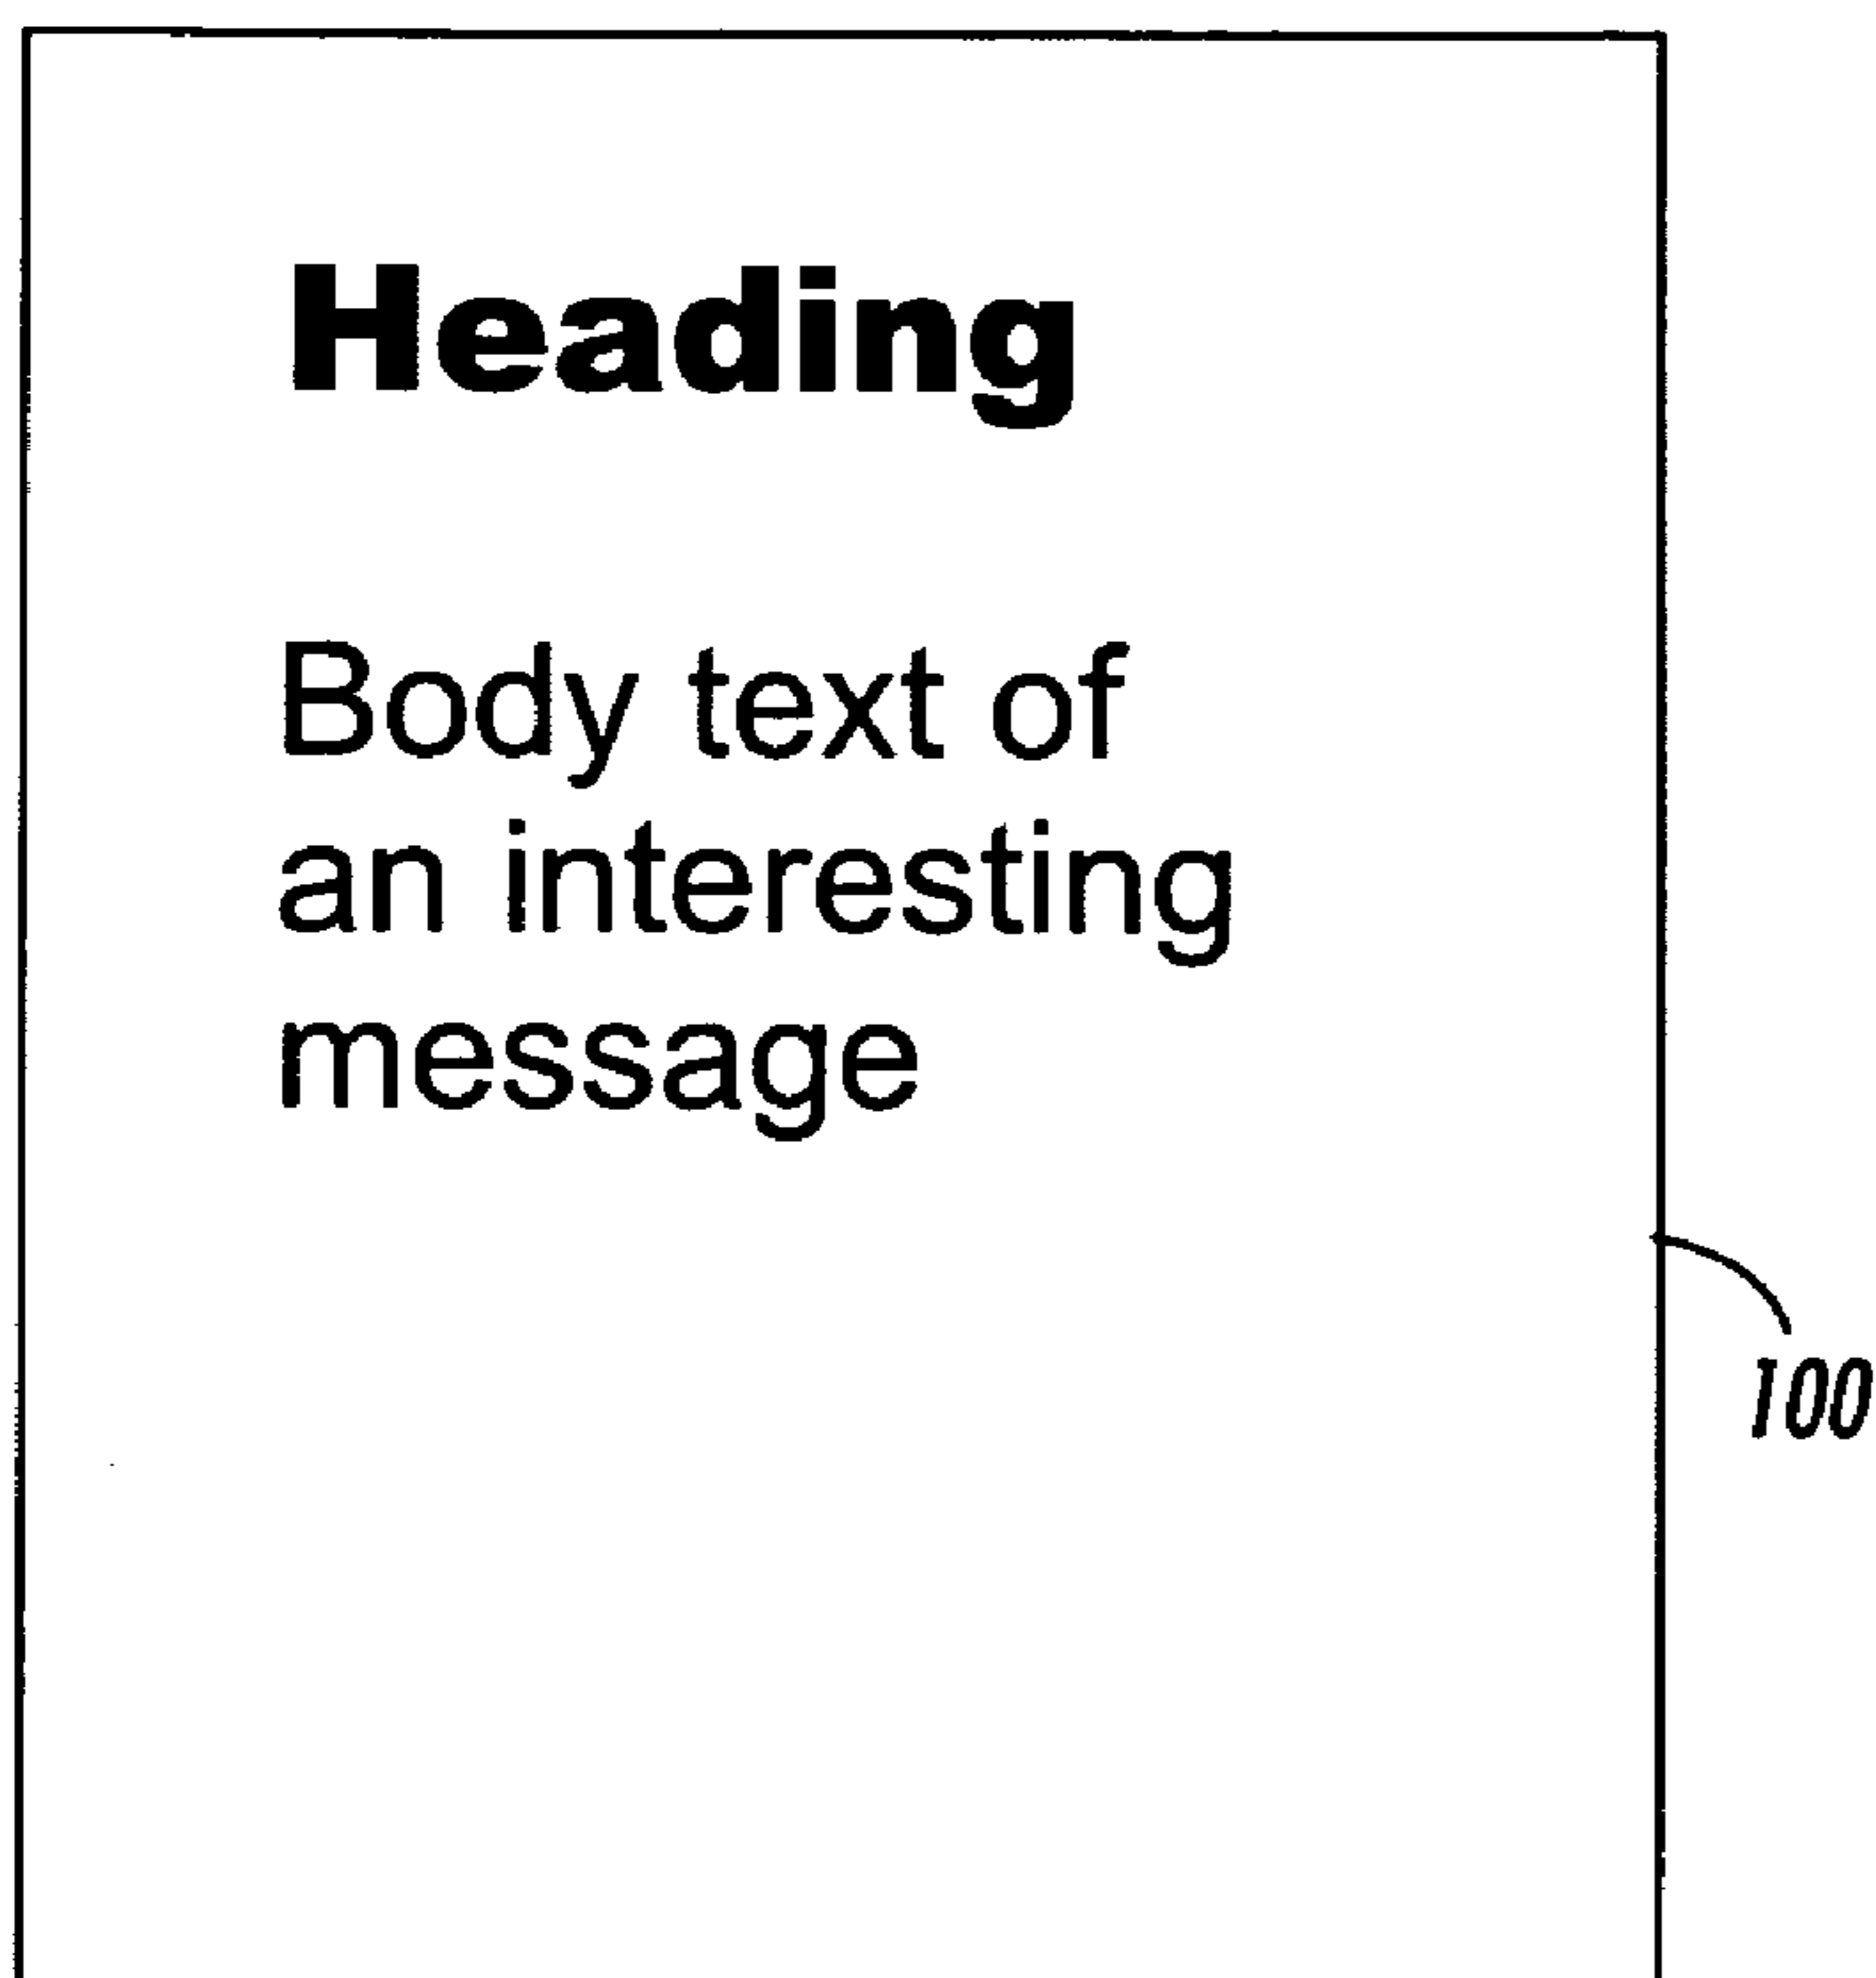 Heading
Body text of
an interesting
message
100